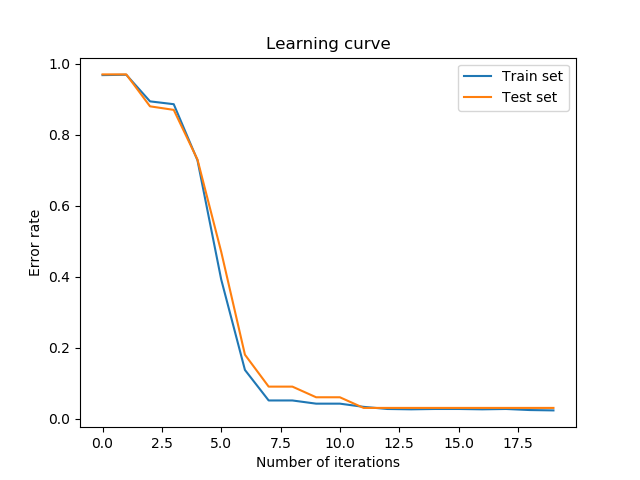 Learning curve
Train set
Test set
1.0
0.8
0.6
0.4
0.2
0.0
Error rate
0.0 2.5 5.0 7.5 10.0 12.5 15.0 17.5
Number of iterations